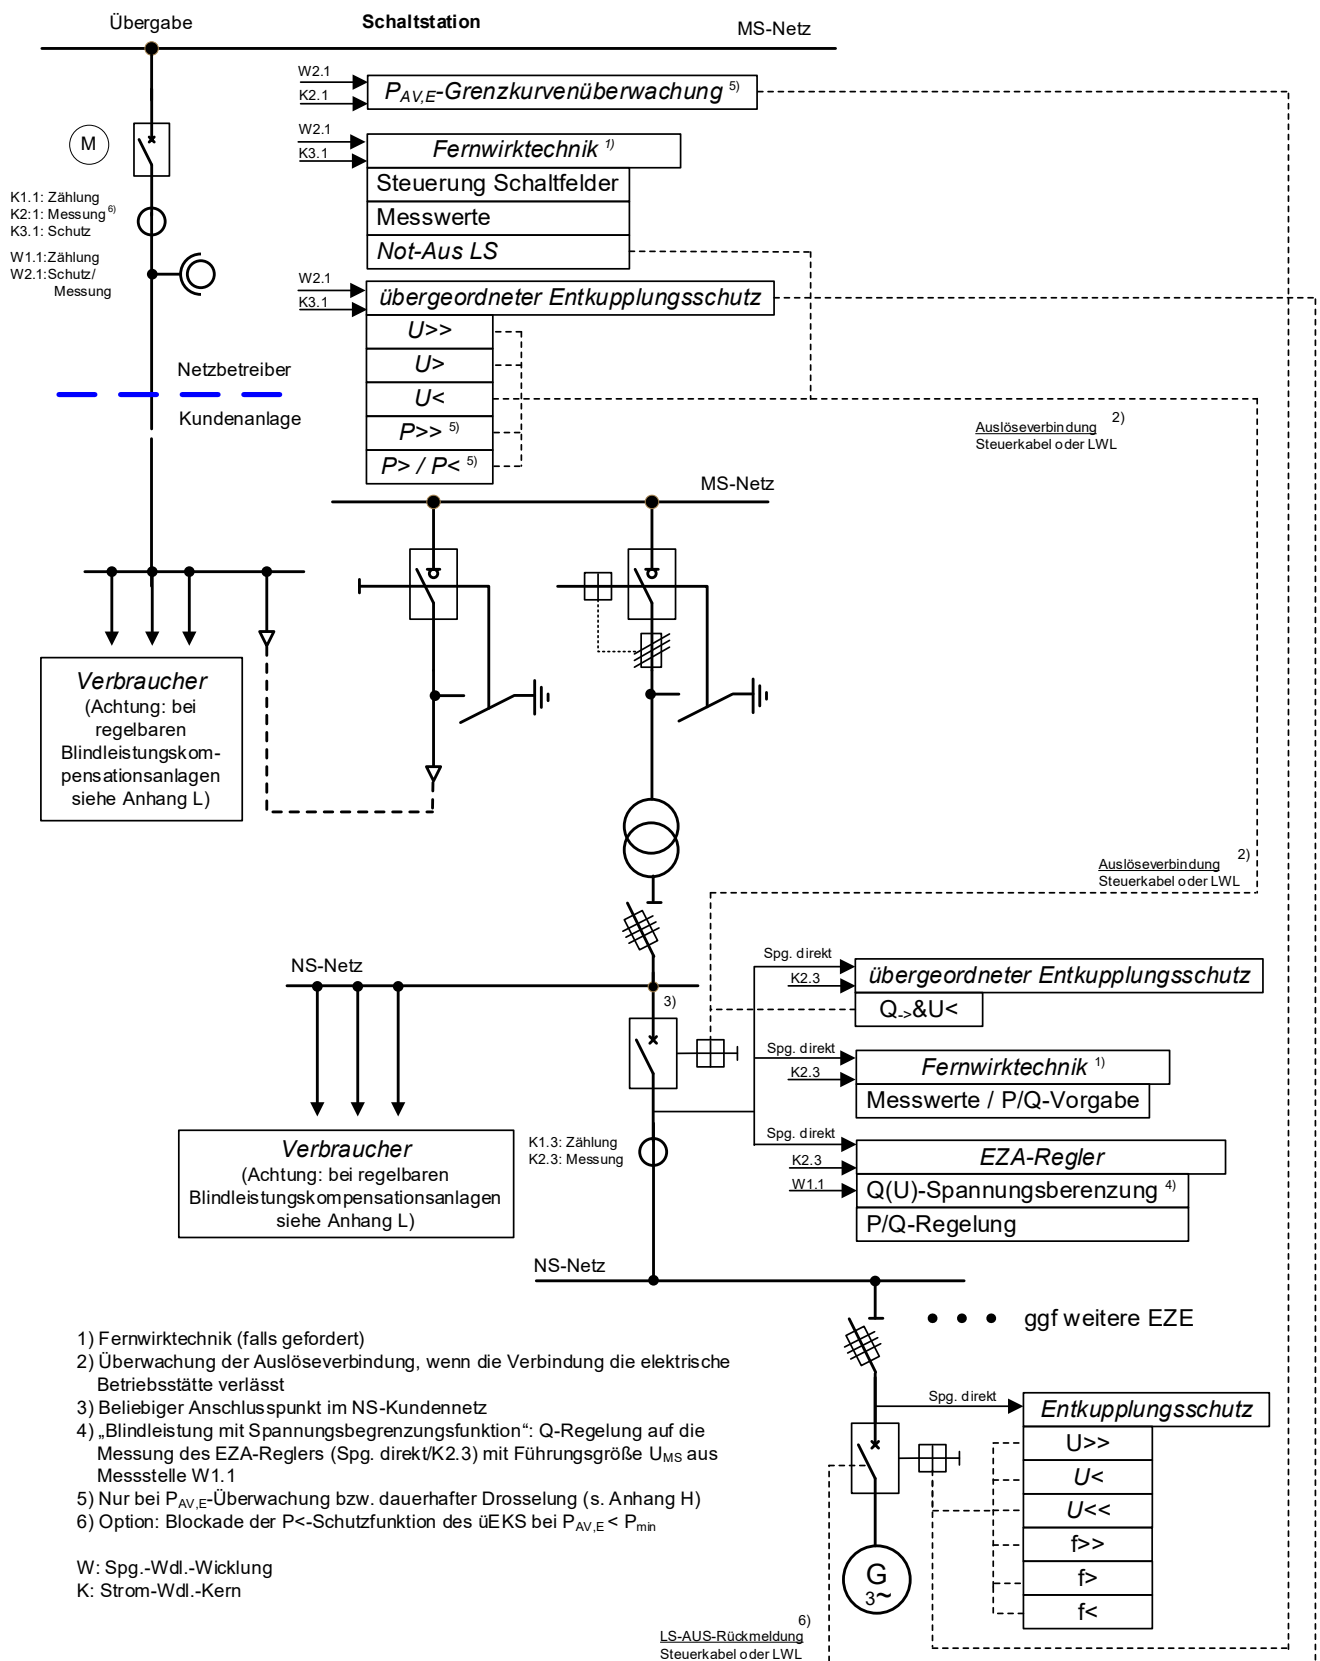 Übergabe
Schaltstation
MS-Netz
W2.1
K2.1
P_AV,E-Grenzkurvenüberwachung 5)
M
W2.1
K3.1
Fernwirktechnik 1)
Steuerung Schaltfelder
Messwerte
Not-Aus LS
K1.1: Zählung
K2:1: Messung 6)
K3.1: Schutz
W1.1:Zählung
W2.1:Schutz/
Messung
W2.1
K3.1
übergeordneter Entkupplungsschutz
U>>
U>
U<
P>> 5)
P> / P< 5)
Netzbetreiber
Kundenanlage
Auslöseverbindung 2)
Steuerkabel oder LWL
MS-Netz
Verbraucher
(Achtung: bei
regelbaren
Blindleistungskom-
pensationsanlagen
siehe Anhang L)
Auslöseverbindung 2)
Steuerkabel oder LWL
NS-Netz
3)
Spg. direkt
K2.3
übergeordneter Entkupplungsschutz
Q->&U<
Spg. direkt
K2.3
Fernwirktechnik 1)
Messwerte / P/Q-Vorgabe
Verbraucher
(Achtung: bei regelbaren
Blindleistungskompensationsanlagen
siehe Anhang L)
K1.3: Zählung
K2.3: Messung
Spg. direkt
K2.3
W1.1
EZA-Regler
Q(U)-Spannungsberenzung 4)
P/Q-Regelung
NS-Netz
ggf weitere EZE
1) Fernwirktechnik (falls gefordert)
2) Überwachung der Auslöseverbindung, wenn die Verbindung die elektrische
Betriebsstätte verlässt
3) Beliebiger Anschlusspunkt im NS-Kundennetz
4) „Blindleistung mit Spannungsbegrenzungsfunktion“: Q-Regelung auf die
Messung des EZA-Reglers (Spg. direkt/K2.3) mit Führungsgröße U_MS aus
Messstelle W1.1
5) Nur bei P_AV,E-Überwachung bzw. dauerhafter Drosselung (s. Anhang H)
6) Option: Blockade der P<-Schutzfunktion des üEKS bei P_AV,E < P_min
W: Spg.-Wdl.-Wicklung
K: Strom-Wdl.-Kern
Spg. direkt
Entkupplungsschutz
U>>
U<
U<<
f>>
f>
f<
G
3~
LS-AUS-Rückmeldung 6)
Steuerkabel oder LWL